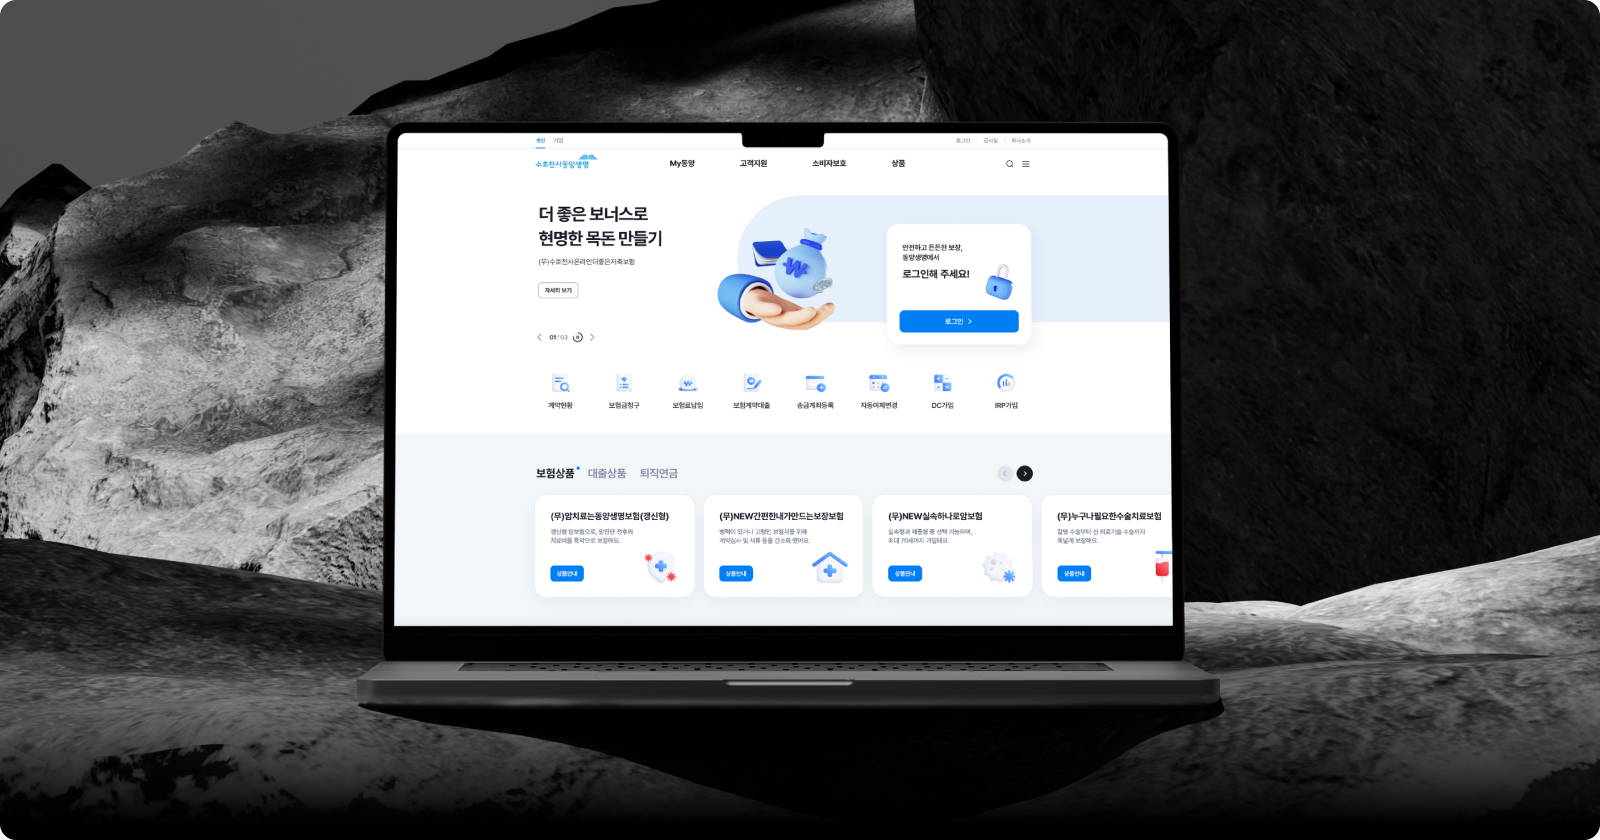 개인 기업
로그인 공시실 회사소개
수호천사동양생명
My동양 고객지원 소비자보호 상품
더 좋은 보너스로
현명한 목돈 만들기
(무)수호천사온라인더좋은저축보험
자세히 보기
01 / 03
안전하고 든든한 보장,
동양생명에서
로그인해 주세요!
로그인
계약현황 보험금청구 보험료납입 보험계약대출 송금계좌등록 자동이체변경 DC가입 IRP가입
보험상품 대출상품 퇴직연금
(무)암치료는동양생명보험(갱신형)
갱신형 암보험으로, 암진단 전후의
치료비를 특약으로 보장해요.
상품안내
(무)NEW간편한내가만드는보장보험
병력이 있거나 고령인 보험자를 위해
계약심사 및 서류 등을 간소화 했어요.
상품안내
(무)NEW실속하나로암보험
실속형과 체증형 중 선택 가능하며,
최대 70세까지 가입돼요.
상품안내
(무)누구나필요한수술치료보험
질병 수술부터 신 의료기술 수술까지
폭넓게 보장해요.
상품안내